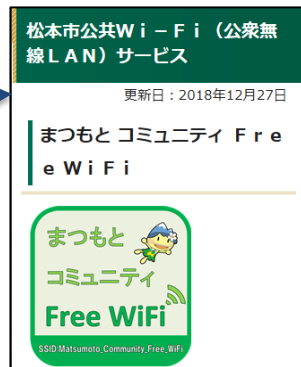 松本市公共Ｗｉ－Ｆｉ（公衆無
線ＬＡＮ）サービス
更新日：2018年12月27日
まつもと コミュニティ Ｆｒｅ
ｅ ＷｉＦｉ
まつもと
コミュニティ
Free WiFi
SSID Matsumoto_Community_Free_WiFi